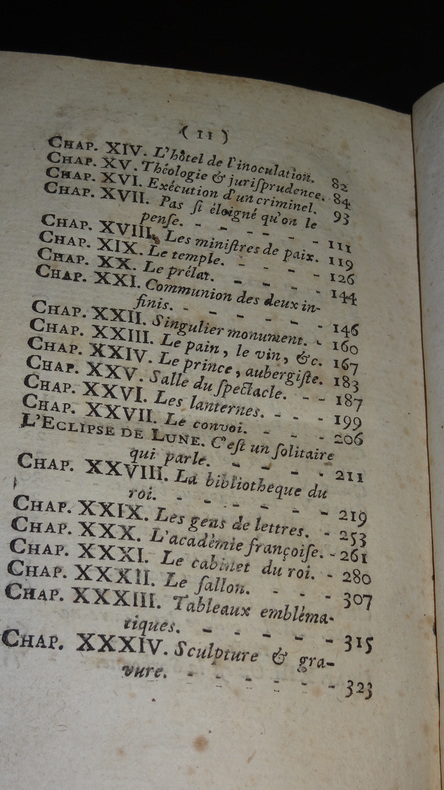 ( 11 )
CHAP. XIV. L'hôtel de l'inoculation. 82
CHAP. XV. Théologie & jurisprudence. 84
CHAP. XVI. Exécution d'un criminel. 93
CHAP. XVII. Pas si éloigné qu'on le
pense. - - - - - 111
CHAP. XVIII. Les ministres de paix. 119
CHAP. XIX. Le temple. - - - - 126
CHAP. XX. Le prélat. - - - - 144
CHAP. XXI. Communion des deux in-
finis. - - - - - 146
CHAP. XXII. Singulier monument. - 160
CHAP. XXIII. Le pain, le vin, &c. 167
CHAP. XXIV. Le prince, aubergiste. 183
CHAP. XXV. Salle du spectacle. - - 187
CHAP. XXVI. Les lanternes. - - - 199
CHAP. XXVII. Le convoi. - - - 206
L'ECLIPSE DE LUNE. C'est un solitaire
qui parle. - - - - 211
CHAP. XXVIII. La bibliotheque du
roi. - - - - - 219
CHAP. XXIX. Les gens de lettres. - 253
CHAP. XXX. L'académie françoise. - 261
CHAP. XXXI. Le cabinet du roi. - 280
CHAP. XXXII. Le sallon. - - - 307
CHAP. XXXIII. Tableaux embléma-
tiques. - - - - - 315
CHAP. XXXIV. Sculpture & gra-
vure. - - - - - 323